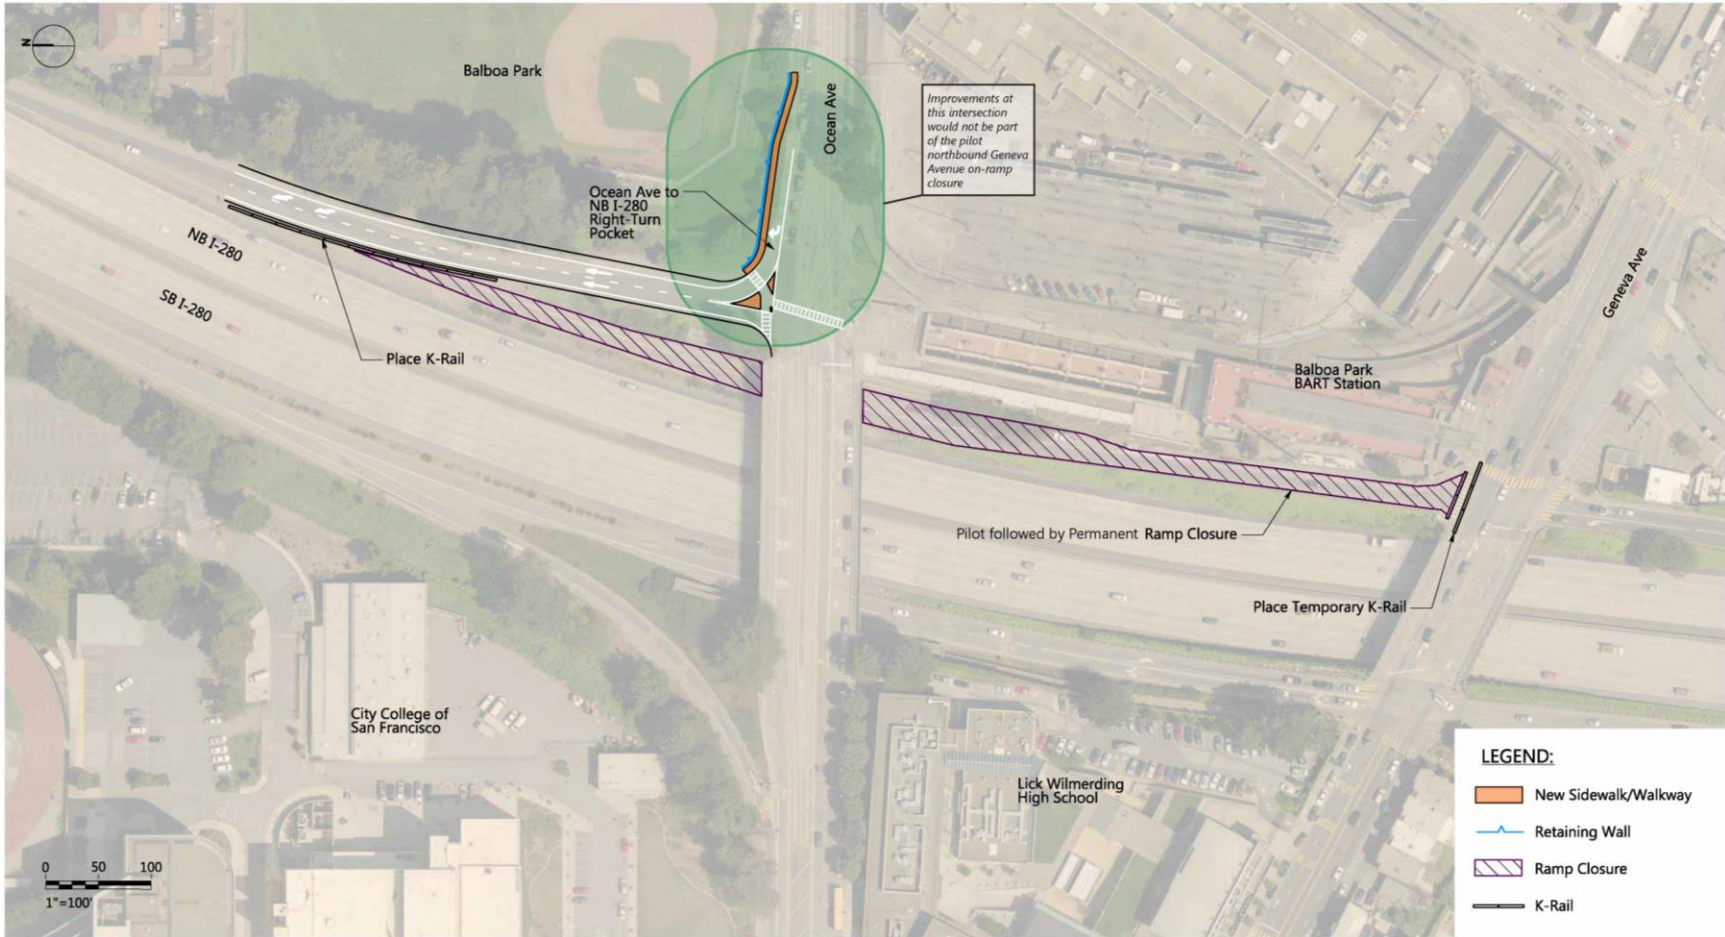 N
Balboa Park
Ocean Ave
Improvements at
this intersection
would not be part
of the pilot
northbound Geneva
Avenue on-ramp
closure
Ocean Ave to
NB I-280
Right-Turn
Pocket
NB I-280
SB I-280
Place K-Rail
Geneva Ave
Balboa Park
BART Station
Pilot followed by Permanent Ramp Closure
Place Temporary K-Rail
City College of
San Francisco
Lick Wilmerding
High School
0 50 100
1"=100'
LEGEND:
New Sidewalk/Walkway
Retaining Wall
Ramp Closure
K-Rail